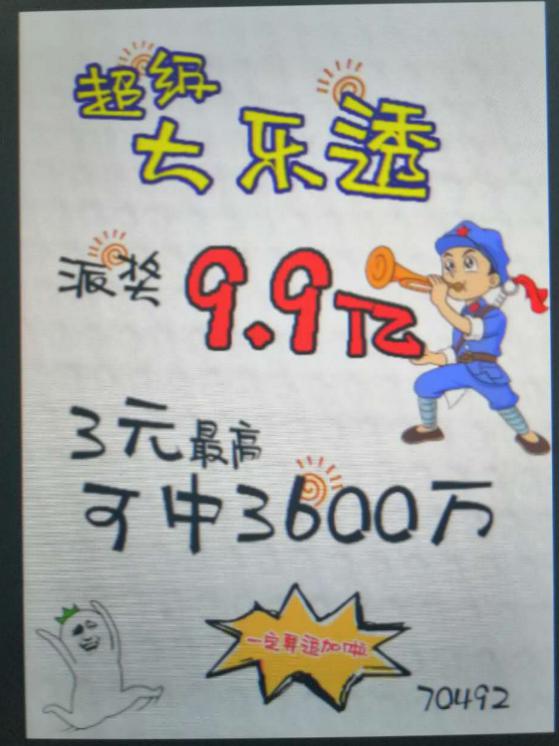 超级
大乐透
派奖 9.9亿
3元最高
可中3600万
一定要追加哦
70492